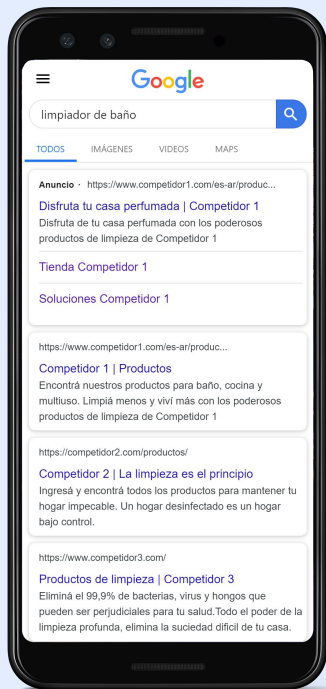 Google
limpiador de baño
TODOS IMÁGENES VIDEOS MAPS
Anuncio · https://www.competidor1.com/es-ar/produc...
Disfruta tu casa perfumada | Competidor 1
Disfruta de tu casa perfumada con los poderosos
productos de limpieza de Competidor 1
Tienda Competidor 1
Soluciones Competidor 1
https://www.competidor1.com/es-ar/produc...
Competidor 1 | Productos
Encontrá nuestros productos para baño, cocina y
multiuso. Limpiá menos y viví más con los poderosos
productos de limpieza de Competidor 1
https://competidor2.com/productos/
Competidor 2 | La limpieza es el principio
Ingresá y encontrá todos los productos para mantener tu
hogar impecable. Un hogar desinfectado es un hogar
bajo control.
https://www.competidor3.com/
Productos de limpieza | Competidor 3
Eliminá el 99,9% de bacterias, virus y hongos que
pueden ser perjudiciales para tu salud.Todo el poder de la
limpieza profunda, elimina la suciedad dificil de tu casa.